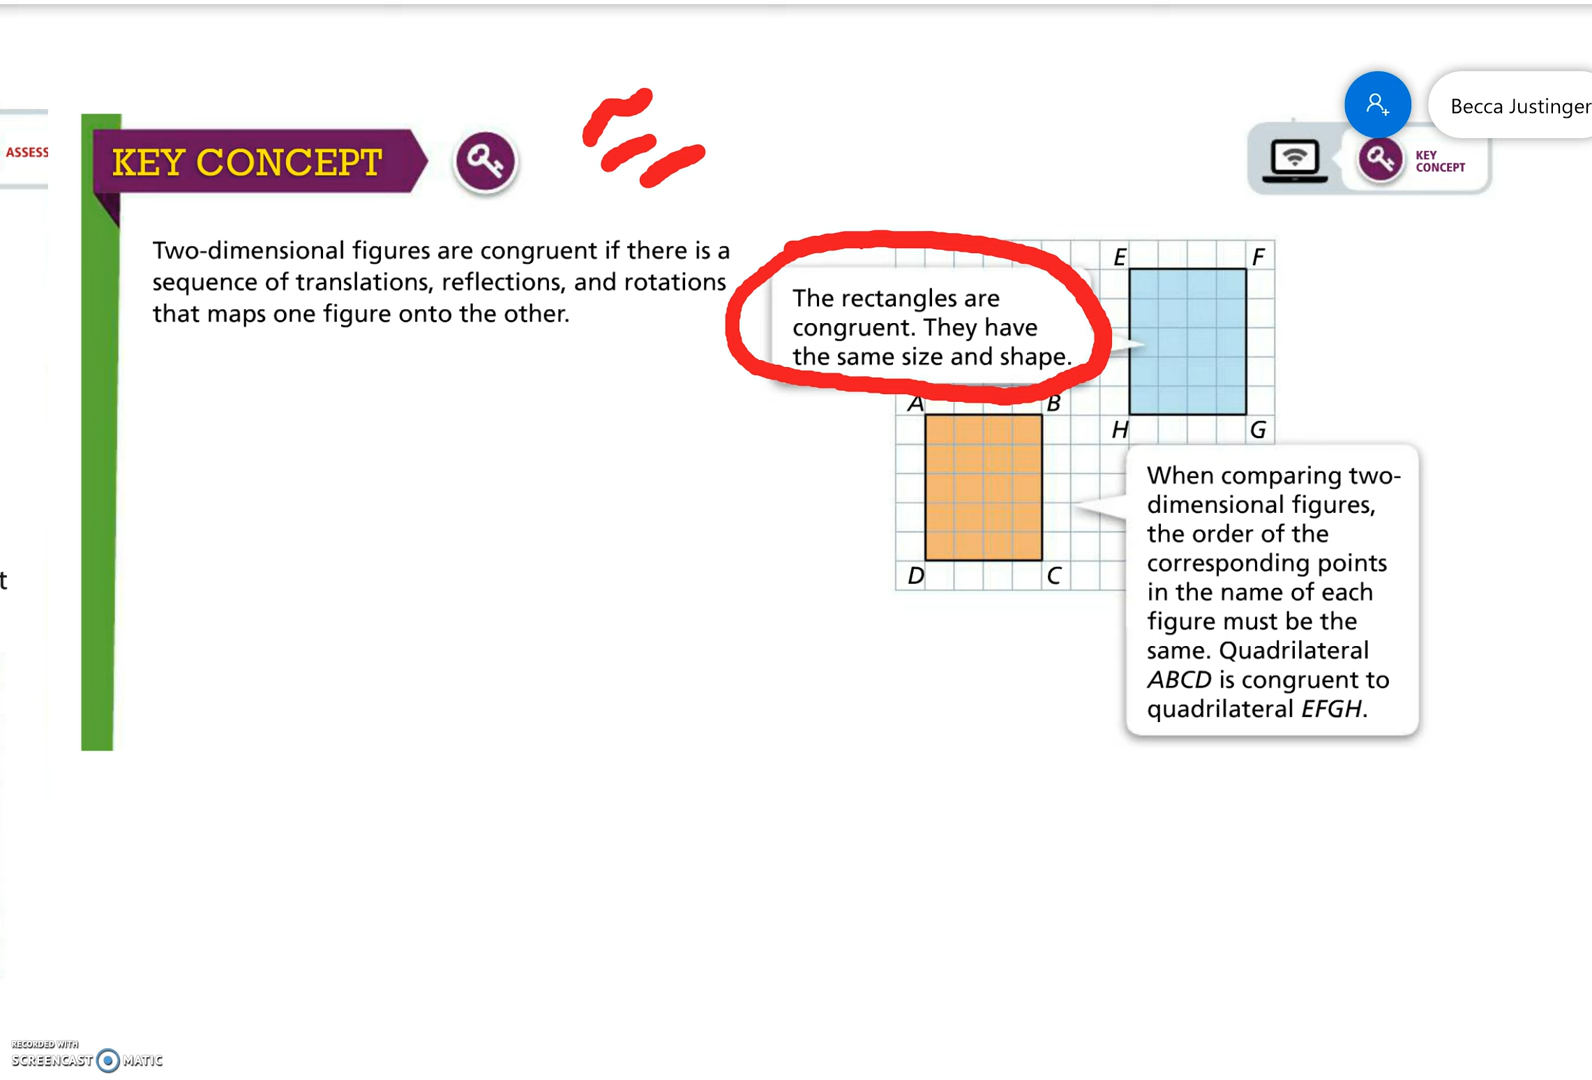 Becca Justinger
ASSESS
KEY CONCEPT
KEY
CONCEPT
Two-dimensional figures are congruent if there is a
sequence of translations, reflections, and rotations
that maps one figure onto the other.
The rectangles are
congruent. They have
the same size and shape.
E
F
A
B
H
G
D
C
When comparing two-
dimensional figures,
the order of the
corresponding points
in the name of each
figure must be the
same. Quadrilateral
ABCD is congruent to
quadrilateral EFGH.
t
RECORDED WITH
SCREENCAST MATIC